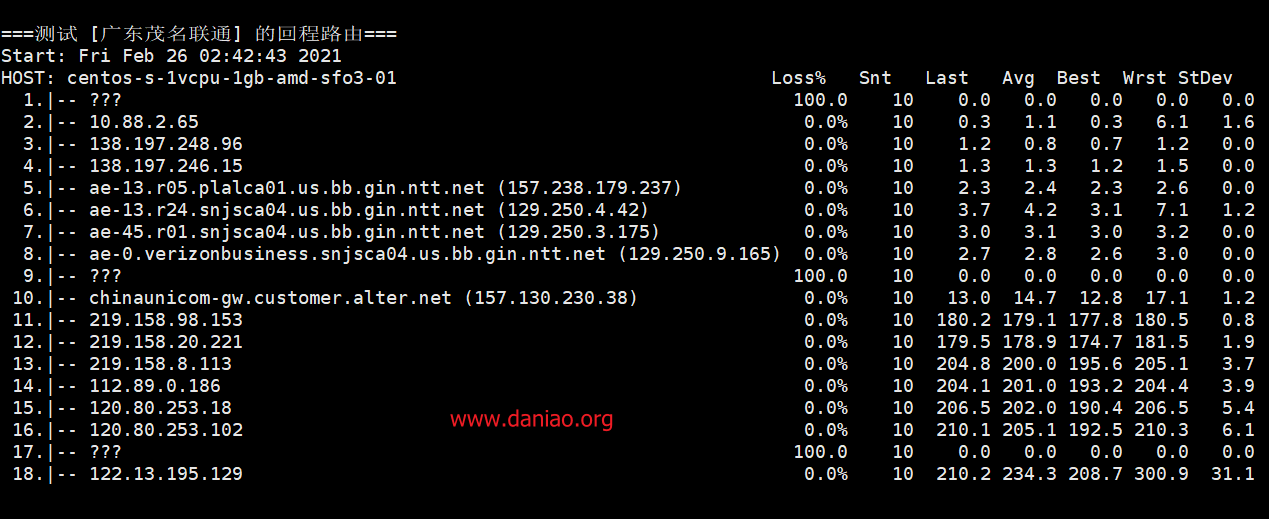 ===测试 [广东茂名联通] 的回程路由===
Start: Fri Feb 26 02:42:43 2021
HOST: centos-s-1vcpu-1gb-amd-sfo3-01 Loss% Snt Last Avg Best Wrst StDev
1.|-- ??? 100.0 10 0.0 0.0 0.0 0.0 0.0
2.|-- 10.88.2.65 0.0% 10 0.3 1.1 0.3 6.1 1.6
3.|-- 138.197.248.96 0.0% 10 1.2 0.8 0.7 1.2 0.0
4.|-- 138.197.246.15 0.0% 10 1.3 1.3 1.2 1.5 0.0
5.|-- ae-13.r05.plalca01.us.bb.gin.ntt.net (157.238.179.237) 0.0% 10 2.3 2.4 2.3 2.6 0.0
6.|-- ae-13.r24.snjsca04.us.bb.gin.ntt.net (129.250.4.42) 0.0% 10 3.7 4.2 3.1 7.1 1.2
7.|-- ae-45.r01.snjsca04.us.bb.gin.ntt.net (129.250.3.175) 0.0% 10 3.0 3.1 3.0 3.2 0.0
8.|-- ae-0.verizonbusiness.snjsca04.us.bb.gin.ntt.net (129.250.9.165) 0.0% 10 2.7 2.8 2.6 3.0 0.0
9.|-- ??? 100.0 10 0.0 0.0 0.0 0.0 0.0
10.|-- chinaunicom-gw.customer.alter.net (157.130.230.38) 0.0% 10 13.0 14.7 12.8 17.1 1.2
11.|-- 219.158.98.153 0.0% 10 180.2 179.1 177.8 180.5 0.8
12.|-- 219.158.20.221 0.0% 10 179.5 178.9 174.7 181.5 1.9
13.|-- 219.158.8.113 0.0% 10 204.8 200.0 195.6 205.1 3.7
14.|-- 112.89.0.186 0.0% 10 204.1 201.0 193.2 204.4 3.9
15.|-- 120.80.253.18 0.0% 10 206.5 202.0 190.4 206.5 5.4
www.daniao.org
16.|-- 120.80.253.102 0.0% 10 210.1 205.1 192.5 210.3 6.1
17.|-- ??? 100.0 10 0.0 0.0 0.0 0.0 0.0
18.|-- 122.13.195.129 0.0% 10 210.2 234.3 208.7 300.9 31.1